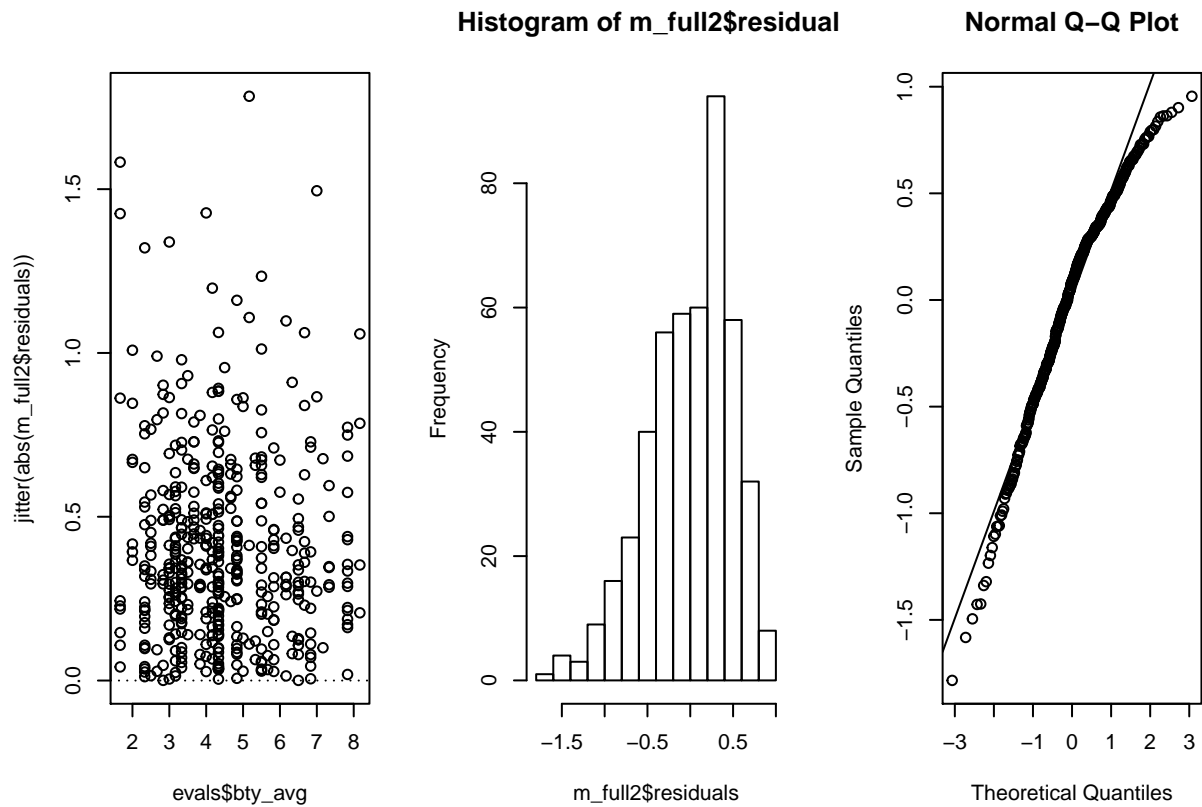 Histogram of m_full2$residual
Normal Q−Q Plot
jitter(abs(m_full2$residuals))
0.0 0.5 1.0 1.5
2 3 4 5 6 7 8
evals$bty_avg
Frequency
0 20 40 60 80
−1.5 −0.5 0.5
m_full2$residuals
Sample Quantiles
−1.5 −1.0 −0.5 0.0 0.5 1.0
−3 −2 −1 0 1 2 3
Theoretical Quantiles